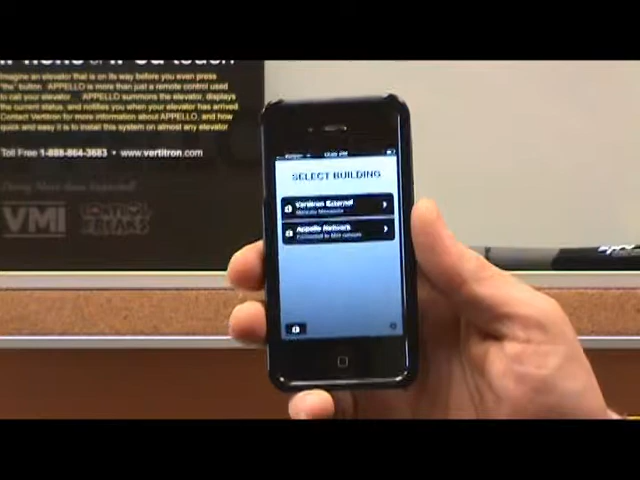 Imagine an elevator that is on its way before you even press
"the" button. APPELLO is more than just a remote control used
to call your elevator. APPELLO summons the elevator, displays
the current status, and notifies you when your elevator has arrived
Contact Vertitron for more information about APPELLO, and how
quick and easy it is to install this system on almost any elevator
Toll Free 1-888-864-3683 • www.vertitron.com
VMI
SELECT BUILDING
Vertitron External
Appello Network